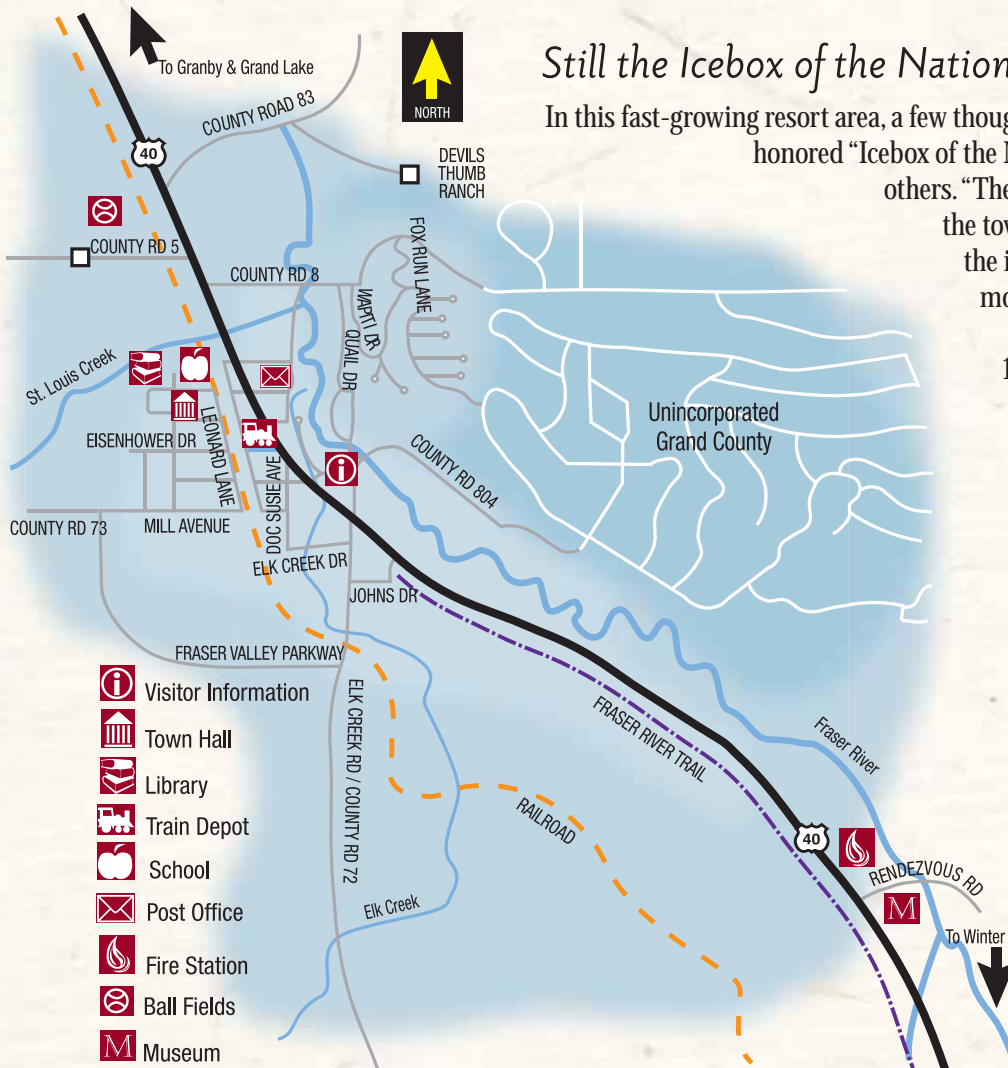 To Granby & Grand Lake
NORTH
Still the Icebox of the Nation
In this fast-growing resort area, a few
honored “Icebox of the
others. “The
the
the
COUNTY ROAD 83
40
DEVILS
THUMB
RANCH
COUNTY RD 5
COUNTY RD 8
FOX RUN LANE
WAPITI DR
QUAIL DR
St. Louis Creek
LEONARD LANE
EISENHOWER DR
Unincorporated
Grand County
COUNTY RD 804
DOC SUSIE AVE
COUNTY RD 73
MILL AVENUE
ELK CREEK DR
JOHNS DR
FRASER VALLEY PARKWAY
ELK CREEK RD / COUNTY RD 72
FRASER RIVER TRAIL
Fraser River
RAILROAD
40
RENDEZVOUS RD
M
To Winter
Elk Creek
Visitor Information
Town Hall
Library
Train Depot
School
Post Office
Fire Station
Ball Fields
M Museum